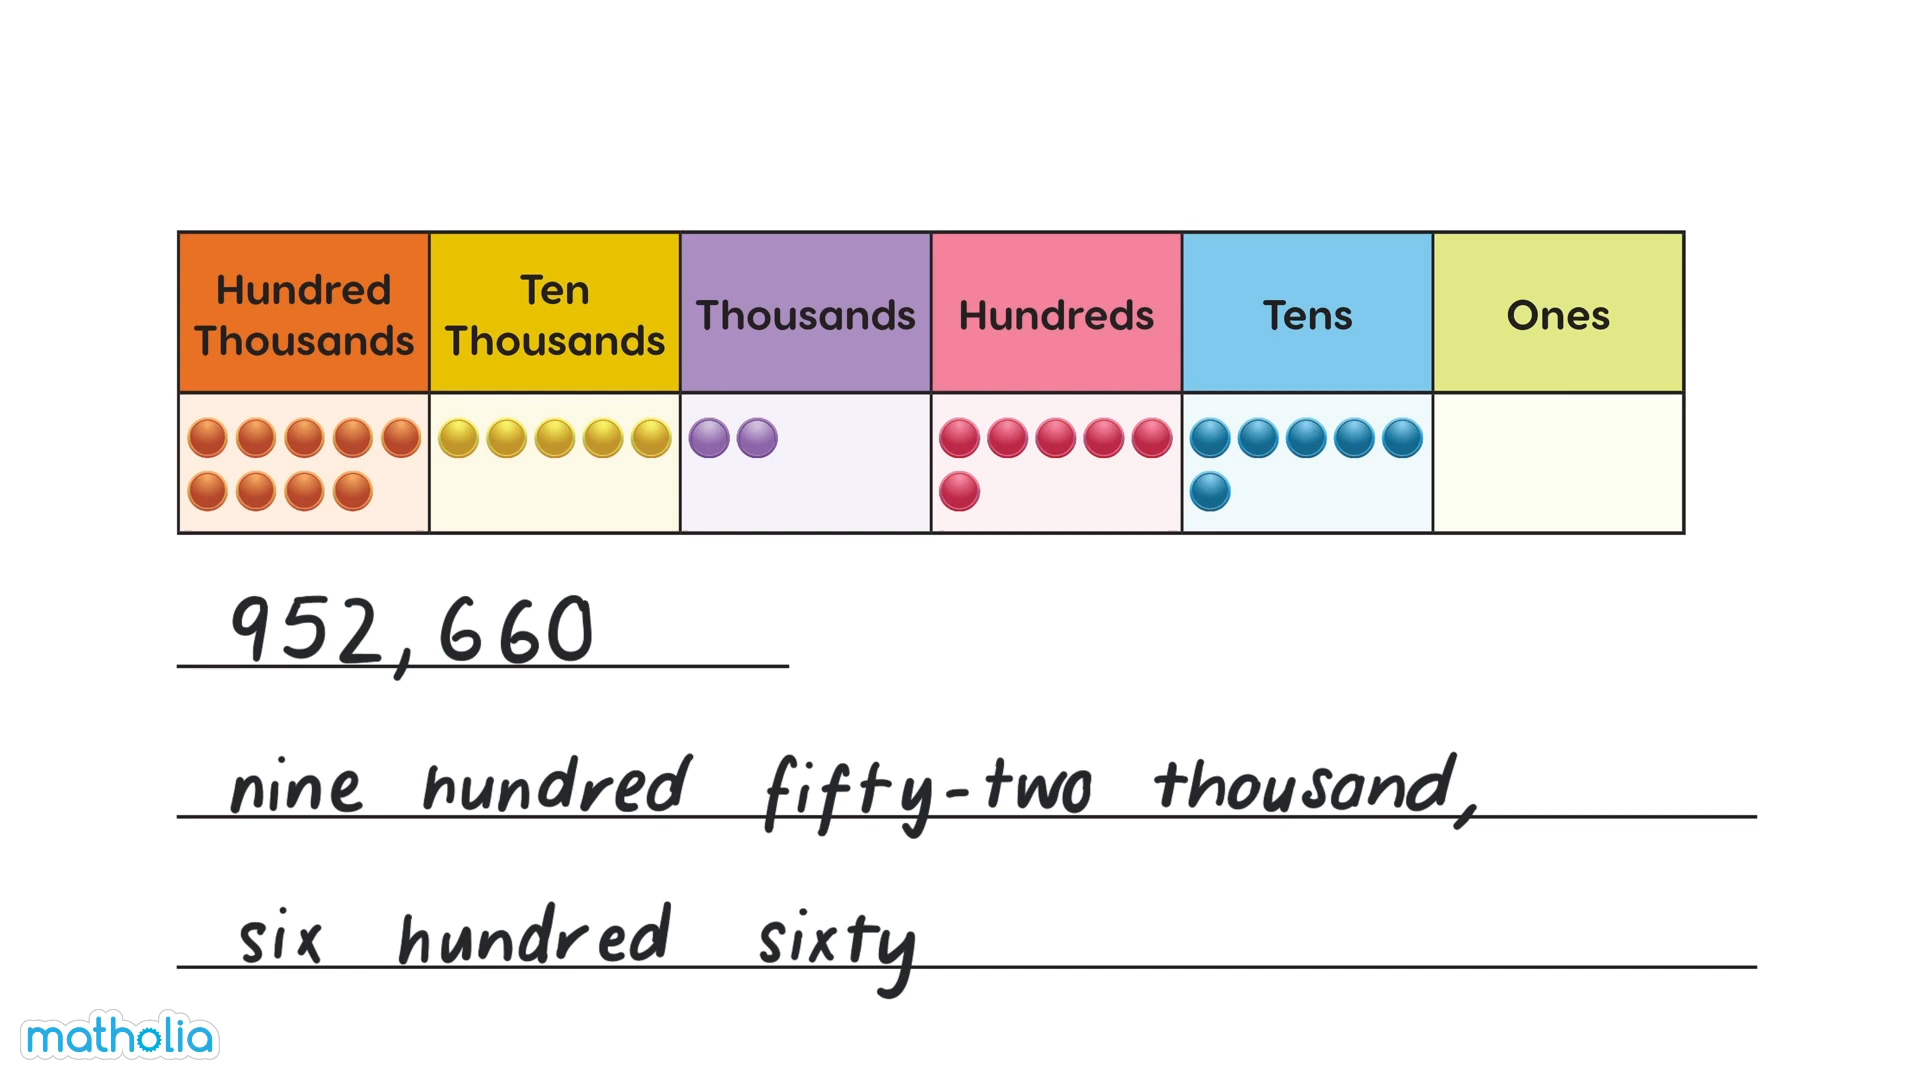 Hundred Thousands
Ten Thousands
Thousands
Hundreds
Tens
Ones
952,660
nine hundred fifty-two thousand,
six hundred sixty
matholia